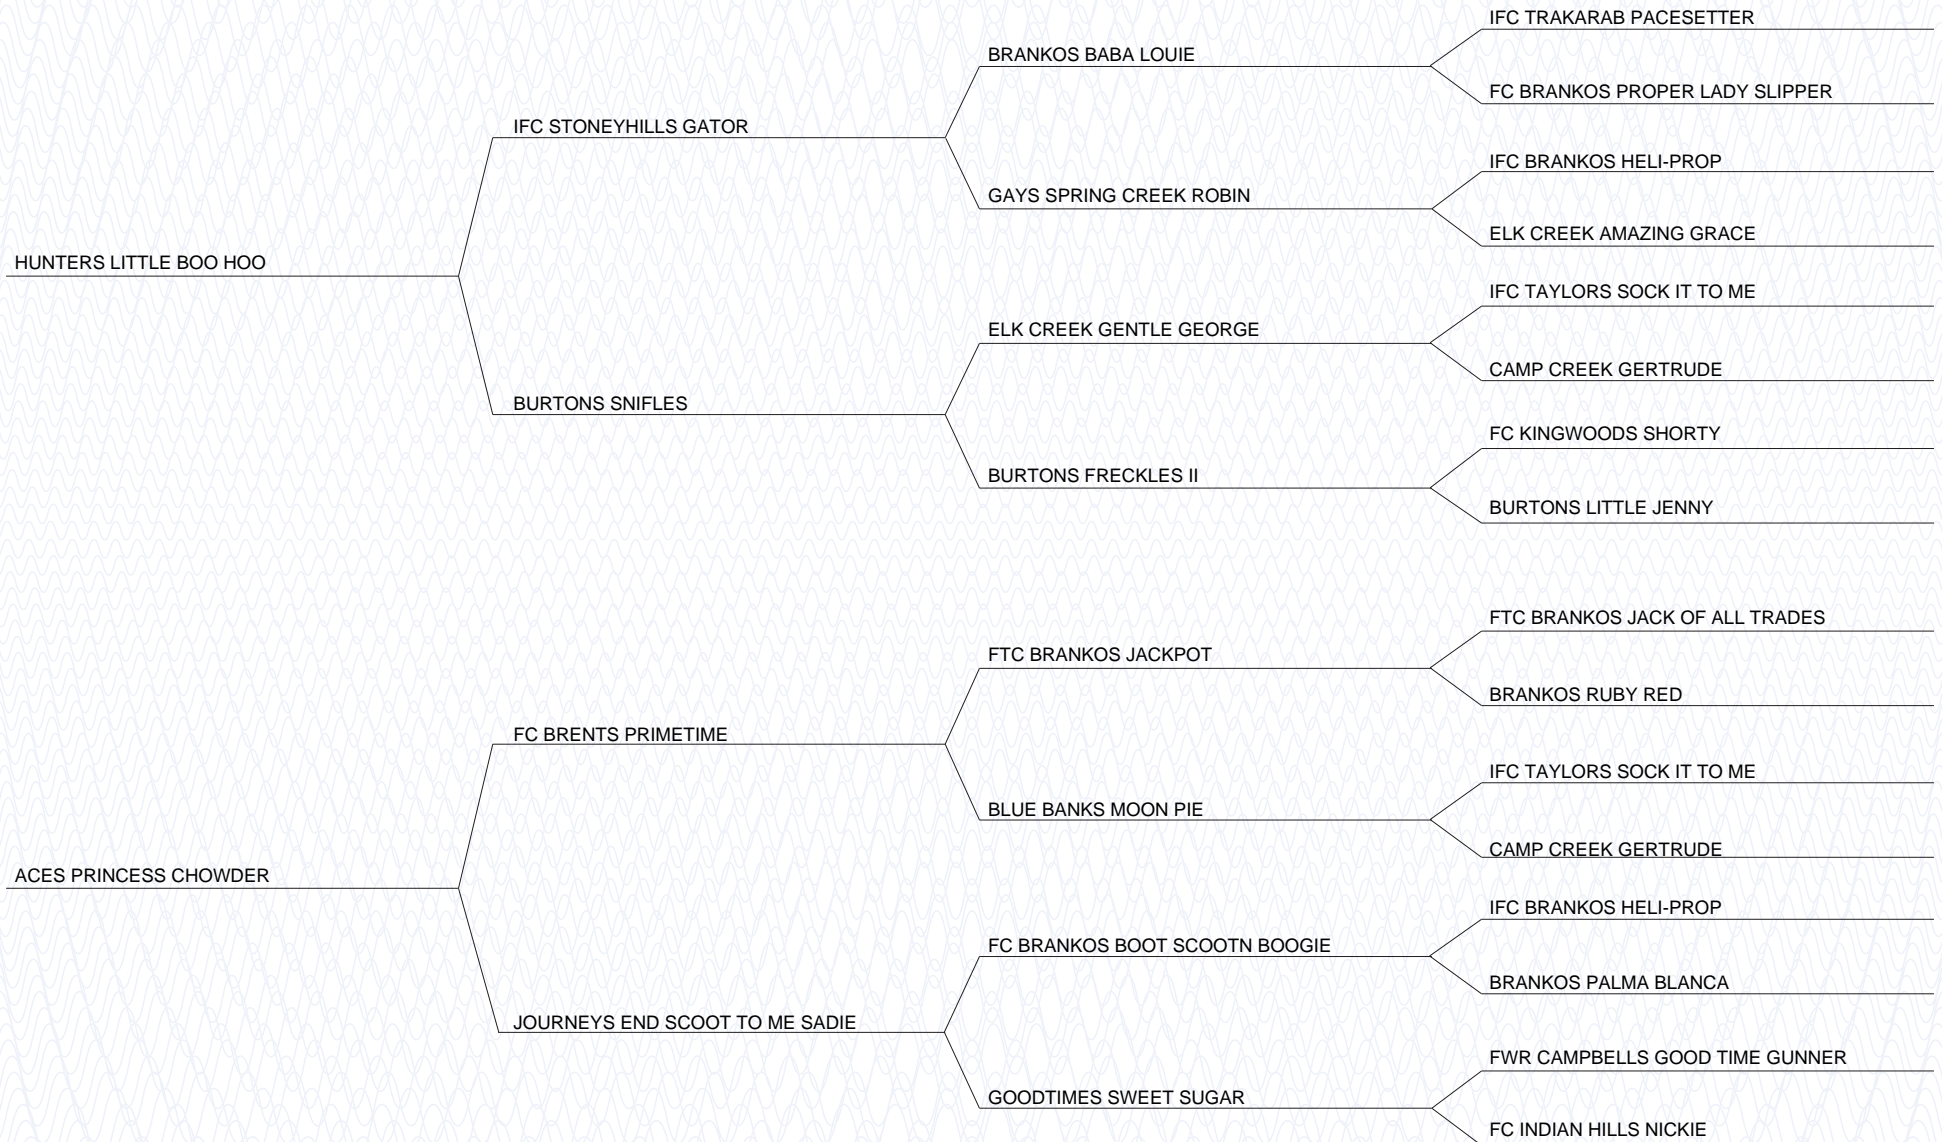 IFC TRAKARAB PACESETTER
BRANKOS BABA LOUIE
FC BRANKOS PROPER LADY SLIPPER
IFC STONEYHILLS GATOR
IFC BRANKOS HELI-PROP
GAYS SPRING CREEK ROBIN
ELK CREEK AMAZING GRACE
HUNTERS LITTLE BOO HOO
IFC TAYLORS SOCK IT TO ME
ELK CREEK GENTLE GEORGE
CAMP CREEK GERTRUDE
BURTONS SNIFLES
FC KINGWOODS SHORTY
BURTONS FRECKLES II
BURTONS LITTLE JENNY
FTC BRANKOS JACK OF ALL TRADES
FTC BRANKOS JACKPOT
BRANKOS RUBY RED
FC BRENTS PRIMETIME
IFC TAYLORS SOCK IT TO ME
BLUE BANKS MOON PIE
CAMP CREEK GERTRUDE
ACES PRINCESS CHOWDER
IFC BRANKOS HELI-PROP
FC BRANKOS BOOT SCOOTN BOOGIE
BRANKOS PALMA BLANCA
JOURNEYS END SCOOT TO ME SADIE
FWR CAMPBELLS GOOD TIME GUNNER
GOODTIMES SWEET SUGAR
FC INDIAN HILLS NICKIE